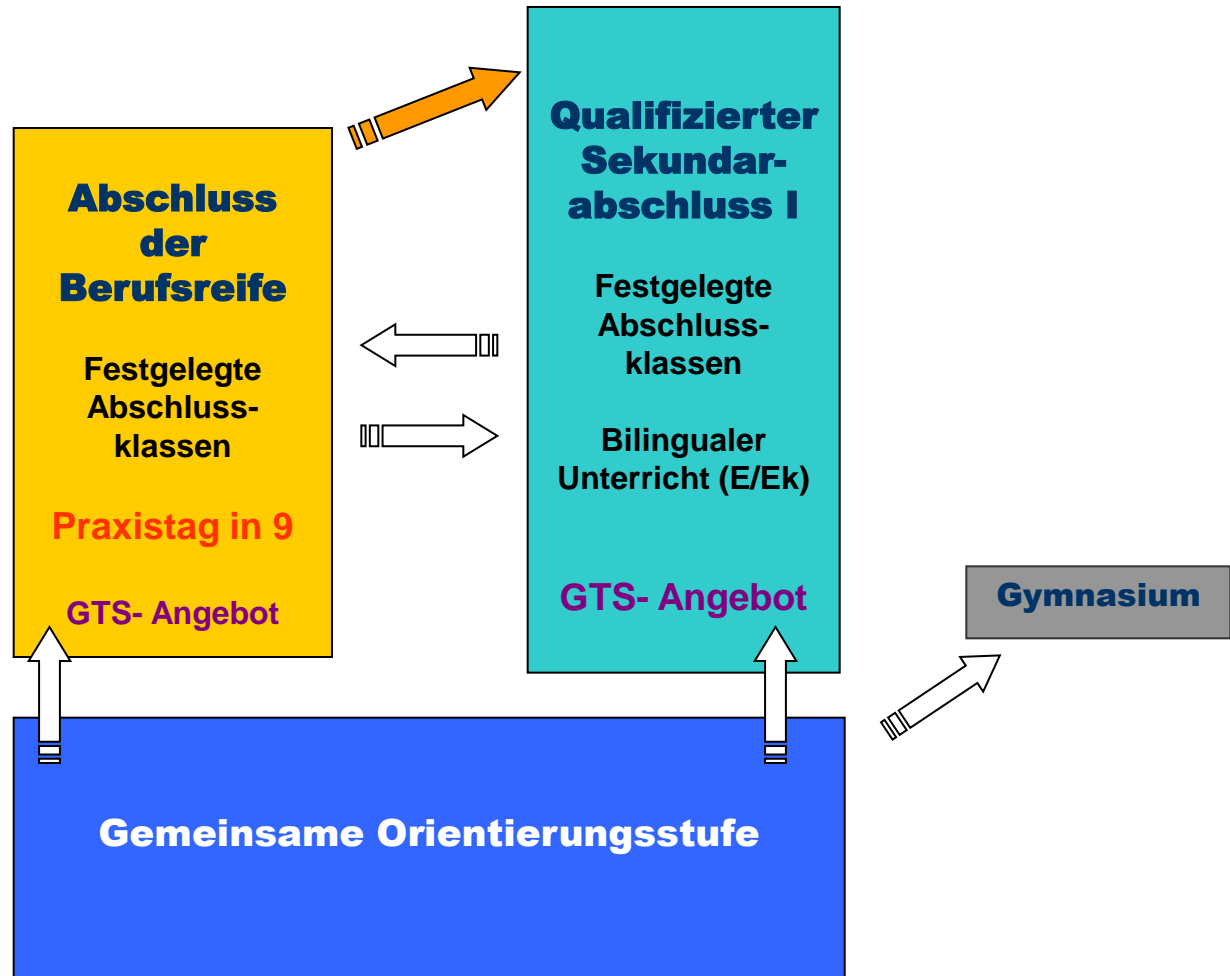 Abschluss
der
Berufsreife
Festgelegte
Abschluss-
klassen
Praxistag in 9
GTS- Angebot
Qualifizierter
Sekundar-
abschluss I
Festgelegte
Abschluss-
klassen
Bilingualer
Unterricht (E/Ek)
GTS- Angebot
Gymnasium
Gemeinsame Orientierungsstufe